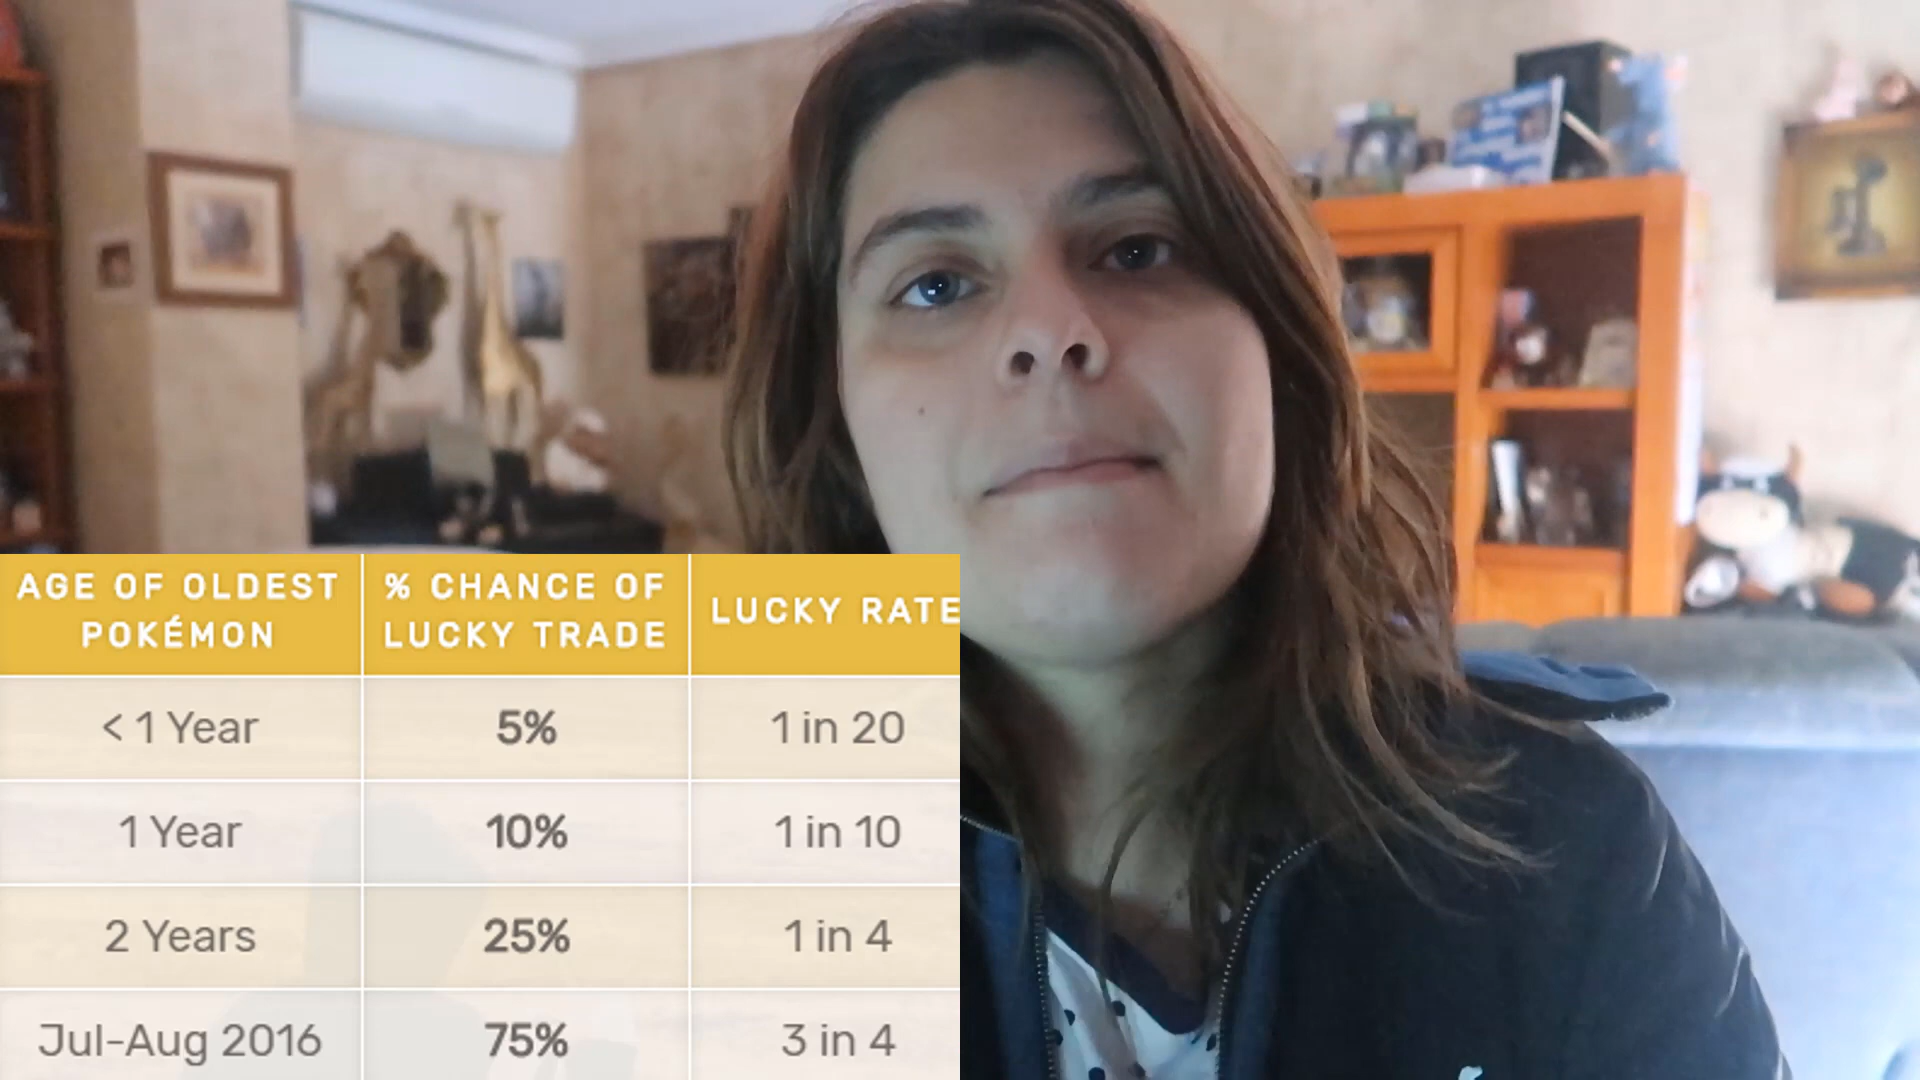 AGE OF OLDEST
POKÉMON
% CHANCE OF
LUCKY TRADE
LUCKY RATE
< 1 Year
5%
1 in 20
1 Year
10%
1 in 10
2 Years
25%
1 in 4
Jul-Aug 2016
75%
3 in 4